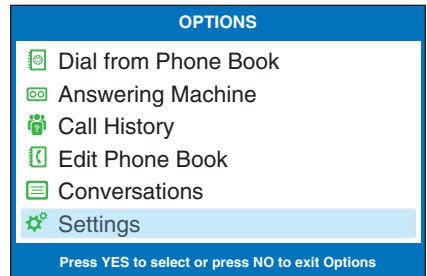 OPTIONS
Dial from Phone Book
Answering Machine
Call History
Edit Phone Book
Conversations
Settings
Press YES to select or press NO to exit Options